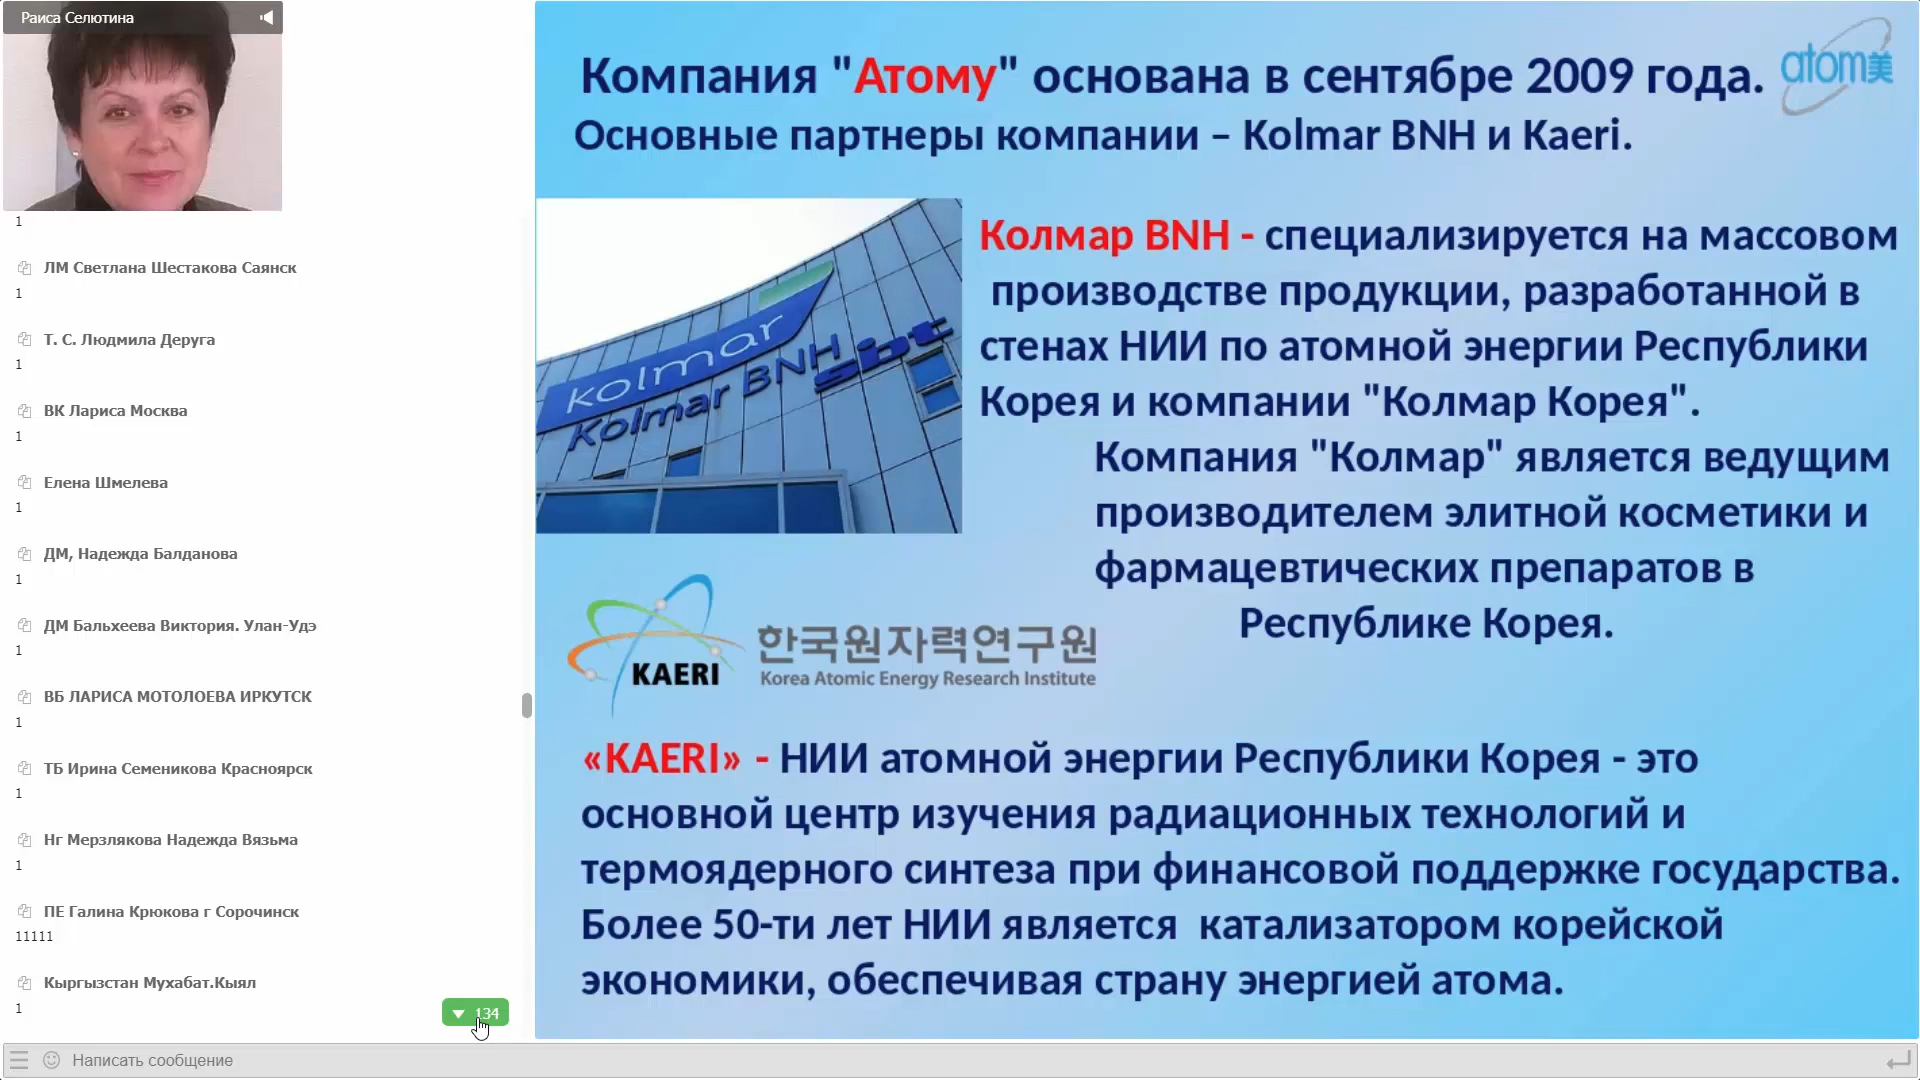 Раиса Селютина
1
ЛМ Светлана Шестакова Саянск
1
Т. С. Людмила Деруга
1
ВК Лариса Москва
1
Елена Шмелева
1
ДМ, Надежда Балданова
1
ДМ Бальхеева Виктория. Улан-Удэ
1
ВБ ЛАРИСА МОТОЛОЕВА ИРКУТСК
1
ТБ Ирина Семеникова Красноярск
1
Нг Мерзлякова Надежда Вязьма
1
ПЕ Галина Крюкова г Сорочинск
11111
Кыргызстан Мухабат.Кыял
1
134
Написать сообщение
Компания "Атому" основана в сентябре 2009 года.
atom美
Основные партнеры компании – Kolmar BNH и Kaeri.
kolmar
Kolmar BNH
sbt
Колмар BNH - специализируется на массовом
производстве продукции, разработанной в
стенах НИИ по атомной энергии Республики
Корея и компании "Колмар Корея".
Компания "Колмар" является ведущим
производителем элитной косметики и
фармацевтических препаратов в
Республике Корея.
KAERI
한국원자력연구원
Korea Atomic Energy Research Institute
«KAERI» - НИИ атомной энергии Республики Корея - это
основной центр изучения радиационных технологий и
термоядерного синтеза при финансовой поддержке государства.
Более 50-ти лет НИИ является катализатором корейской
экономики, обеспечивая страну энергией атома.